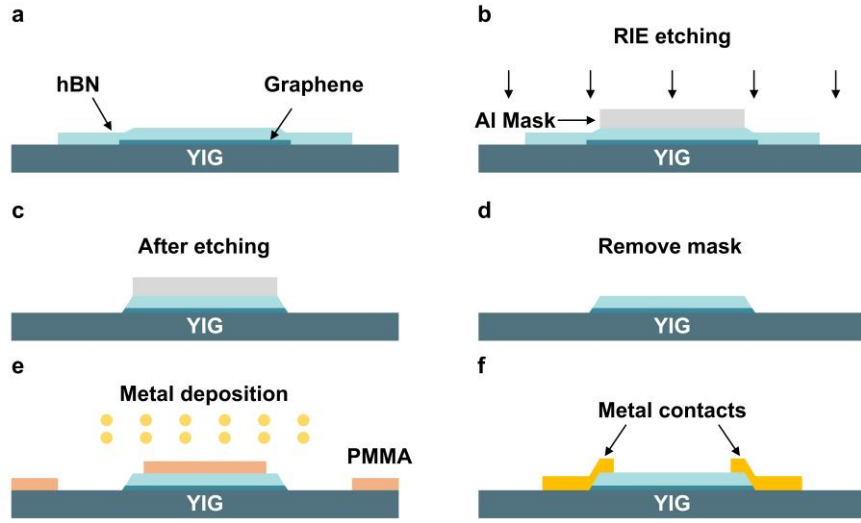 a
hBN
Graphene
YIG
b
RIE etching
Al Mask
YIG
c
After etching
YIG
d
Remove mask
YIG
e
Metal deposition
PMMA
YIG
f
Metal contacts
YIG